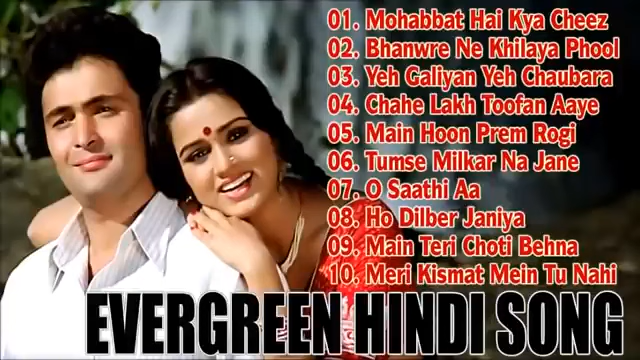 01. Mohabbat Hai Kya Cheez
02. Bhanwre Ne Khilaya Phool
03. Yeh Galiyan Yeh Chaubara
04. Chahe Lakh Toofan Aaye
05. Main Hoon Prem Rogi
06. Tumse Milkar Na Jane
07. O Saathi Aa
08. Ho Dilber Janiya
09. Main Teri Choti Behna
10. Meri Kismat Mein Tu Nahi
EVERGREEN HINDI SONG